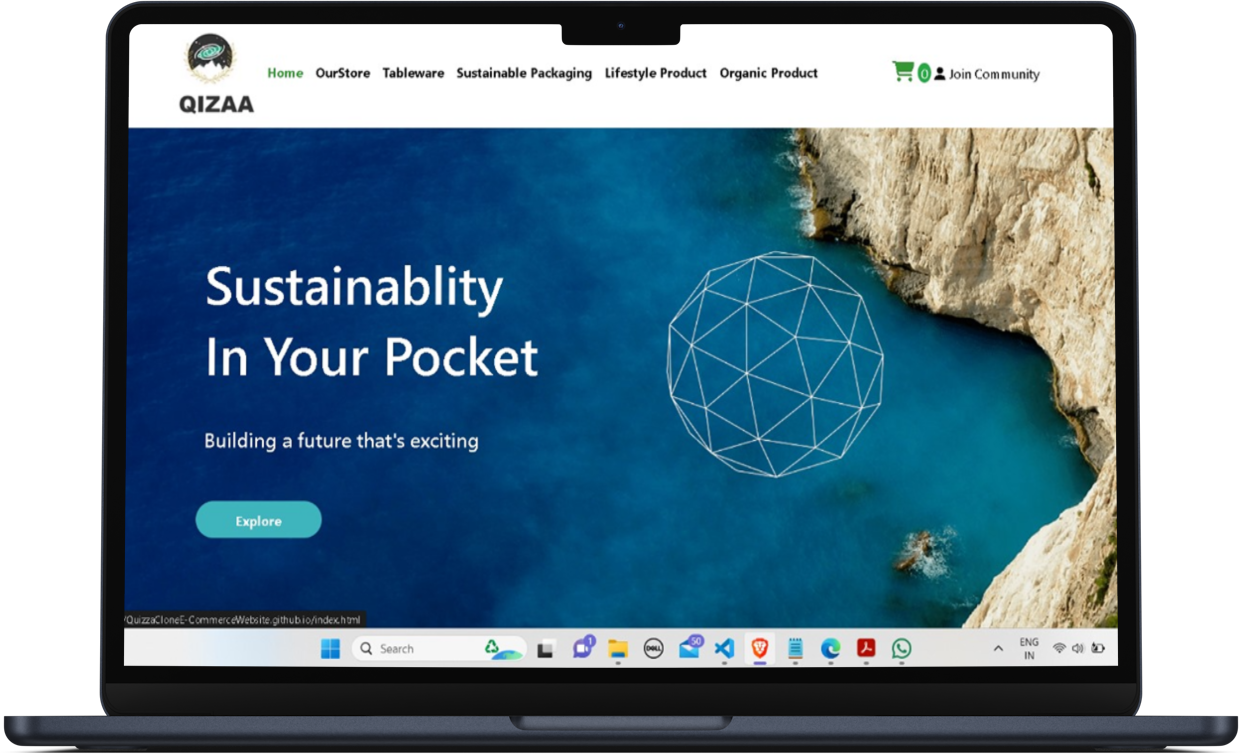 QIZAA
Home OurStore Tableware Sustainable Packaging Lifestyle Product Organic Product
0 Join Community
Sustainablity
In Your Pocket
Building a future that's exciting
Explore
/QuizzaCloneE-CommerceWebsite.github.io/index.html
Search
DELL
1
50
ENG
IN